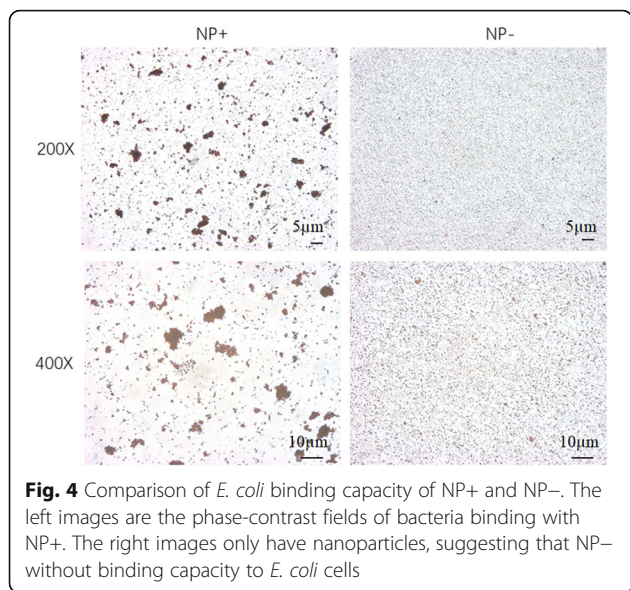 NP+ NP-
200X
5µm 5µm
400X
10µm 10µm
Fig. 4 Comparison of E. coli binding capacity of NP+ and NP−. The
left images are the phase-contrast fields of bacteria binding with
NP+. The right images only have nanoparticles, suggesting that NP−
without binding capacity to E. coli cells